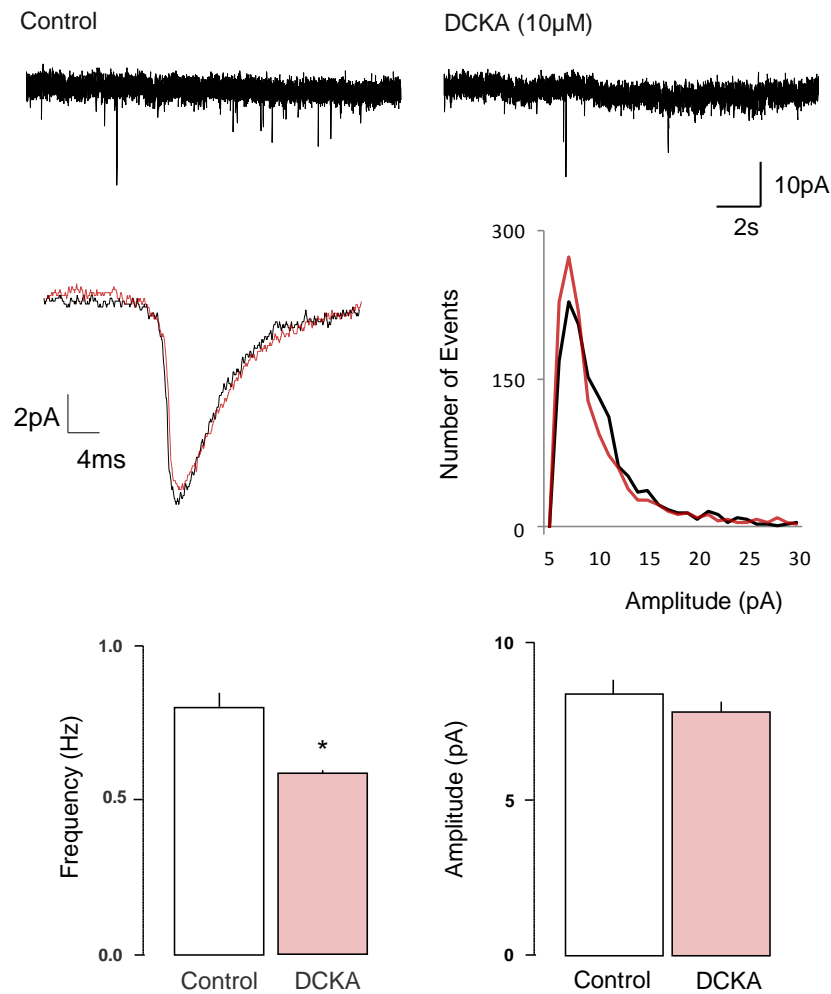 Control
DCKA (10µM)
10pA
2s
2pA
4ms
Number of Events
300
150
0
5 10 15 20 25 30
Amplitude (pA)
Frequency (Hz)
1.0
0.5
0.0
*
Control DCKA
Amplitude (pA)
10
5
0
Control DCKA